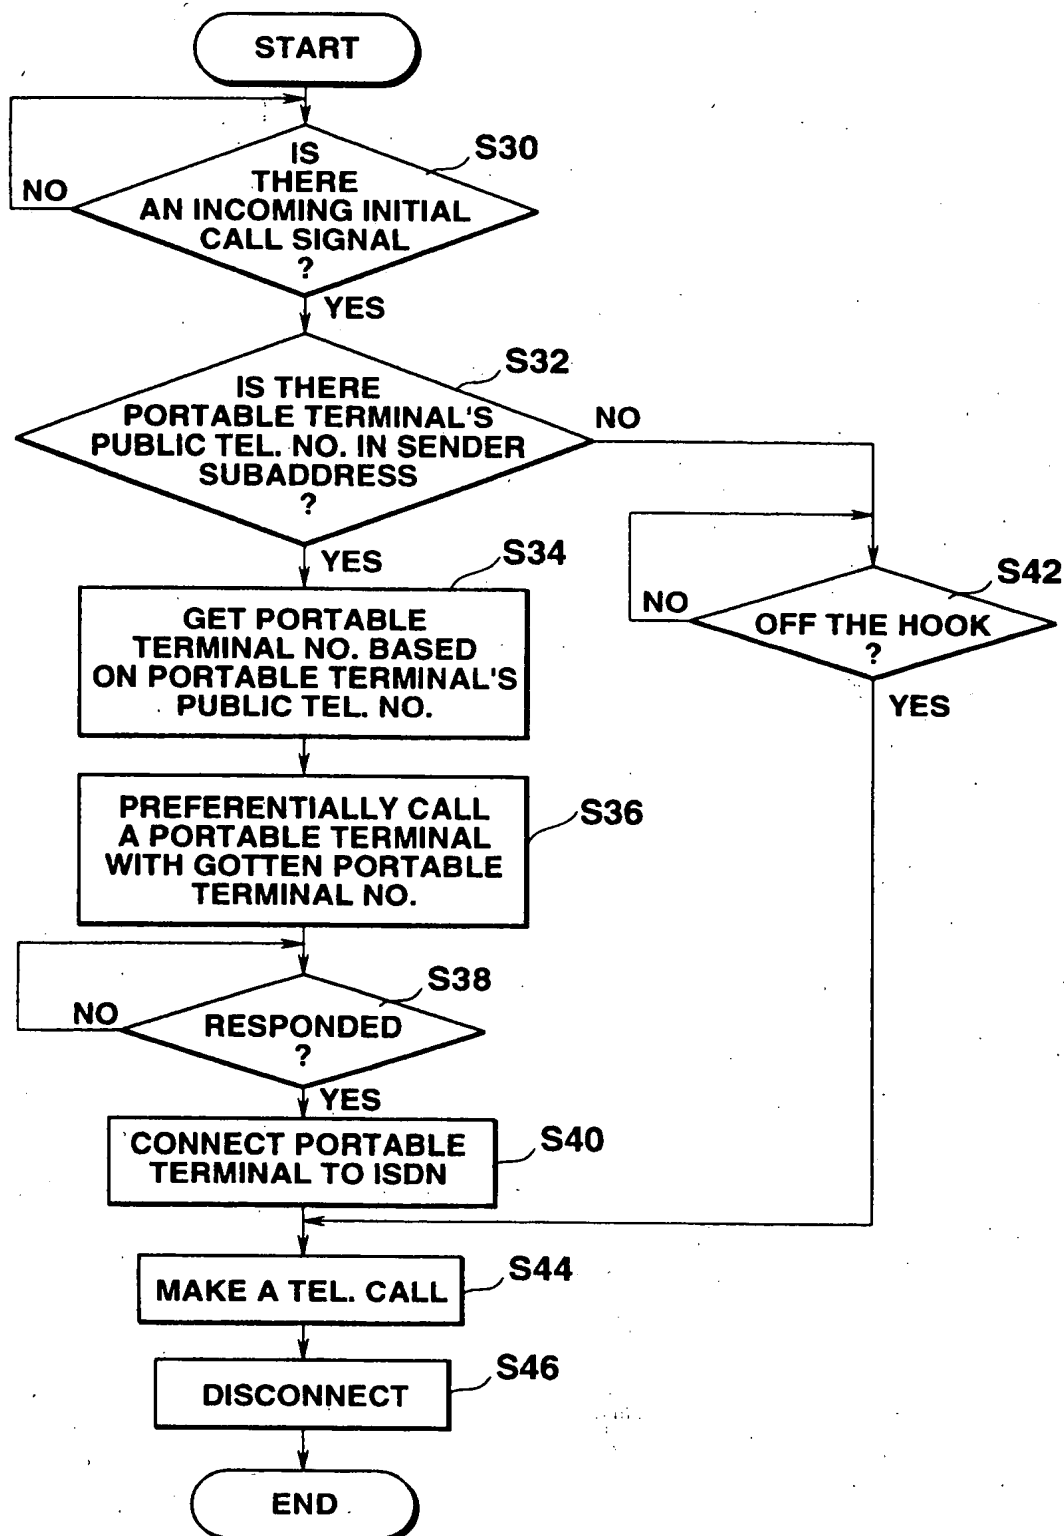 START
S30
IS
THERE
AN INCOMING INITIAL
CALL SIGNAL
?
NO
YES
S32
IS THERE
PORTABLE TERMINAL'S
PUBLIC TEL. NO. IN SENDER
SUBADDRESS
?
NO
YES
S34
GET PORTABLE
TERMINAL NO. BASED
ON PORTABLE TERMINAL'S
PUBLIC TEL. NO.
S42
OFF THE HOOK
?
NO
YES
PREFERENTIALLY CALL
A PORTABLE TERMINAL
WITH GOTTEN PORTABLE
TERMINAL NO.
S36
S38
RESPONDED
?
NO
YES
CONNECT PORTABLE
TERMINAL TO ISDN
S40
MAKE A TEL. CALL
S44
DISCONNECT
S46
END